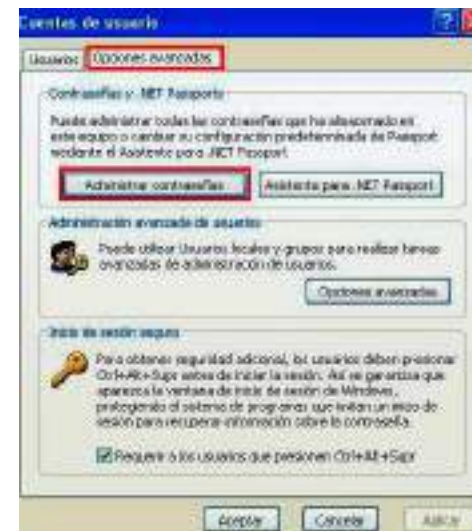 Cuentas de usuario
Usuarios Opciones avanzadas
Contraseñas y .NET Passports
Puede administrar todas las contraseñas que ha almacenado en
este equipo o cambiar su configuración predeterminada de Passport
mediante el Asistente para .NET Passport.
Administrar contraseñas Asistente para .NET Passport
Administración avanzada de usuarios
Puede utilizar Usuarios locales y grupos para realizar tareas
avanzadas de administración de usuarios.
Opciones avanzadas
Inicio de sesión seguro
Para obtener seguridad adicional, los usuarios deben presionar
Ctrl+Alt+Supr antes de iniciar la sesión. Así se garantiza que
aparezca la ventana de inicio de sesión de Windows,
protegiendo el sistema de programas que imitan un inicio de
sesión para recuperar información sobre la contraseña.
Requerir a los usuarios que presionen Ctrl+Alt+Supr
Aceptar Cancelar Aplicar